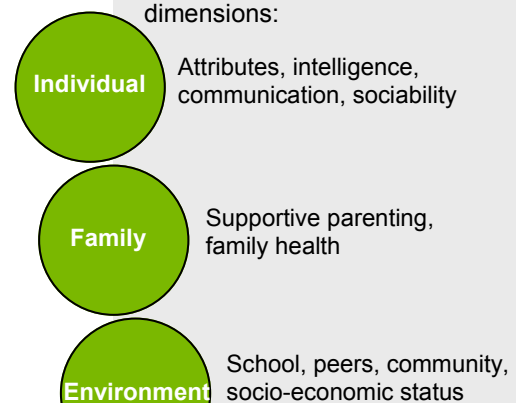 dimensions:
Individual
Attributes, intelligence,
communication, sociability
Family
Supportive parenting,
family health
Environment
School, peers, community,
socio-economic status